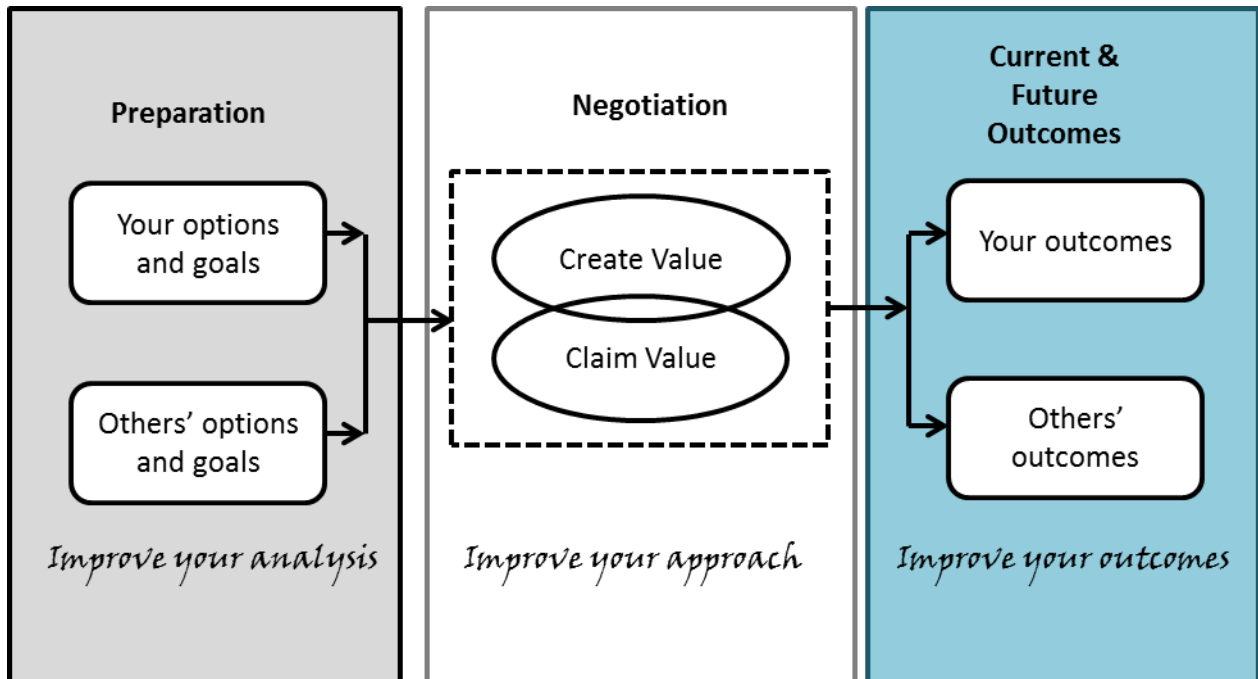 Preparation
Your options
and goals
Others’ options
and goals
Improve your analysis
Negotiation
Create Value
Claim Value
Improve your approach
Current &
Future
Outcomes
Your outcomes
Others’
outcomes
Improve your outcomes